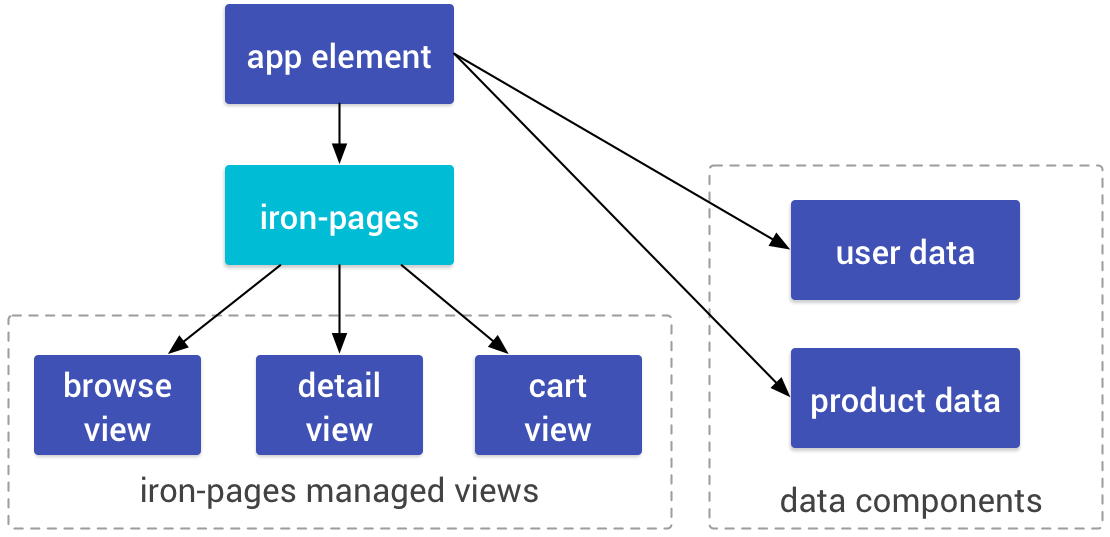 app element
iron-pages
user data
product data
browse
view
detail
view
cart
view
iron-pages managed views
data components